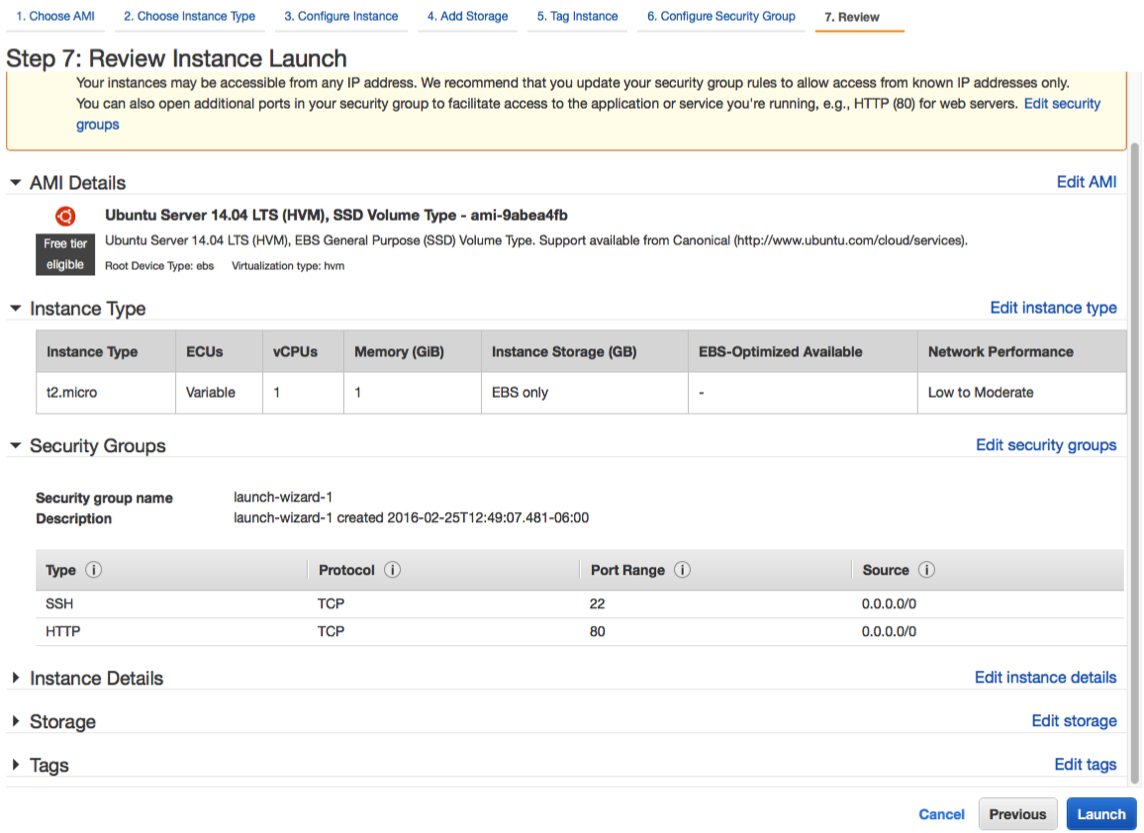 1. Choose AMI 2. Choose Instance Type 3. Configure Instance 4. Add Storage 5. Tag Instance 6. Configure Security Group 7. Review
Step 7: Review Instance Launch
Your instances may be accessible from any IP address. We recommend that you update your security group rules to allow access from known IP addresses only.
You can also open additional ports in your security group to facilitate access to the application or service you're running, e.g., HTTP (80) for web servers. Edit security
groups
AMI Details Edit AMI
Ubuntu Server 14.04 LTS (HVM), SSD Volume Type - ami-9abea4fb
Free tier
eligible
Ubuntu Server 14.04 LTS (HVM), EBS General Purpose (SSD) Volume Type. Support available from Canonical (http://www.ubuntu.com/cloud/services).
Root Device Type: ebs Virtualization type: hvm
Instance Type Edit instance type
Instance Type ECUs vCPUs Memory (GiB) Instance Storage (GB) EBS-Optimized Available Network Performance
t2.micro Variable 1 1 EBS only - Low to Moderate
Security Groups Edit security groups
Security group name launch-wizard-1
Description launch-wizard-1 created 2016-02-25T12:49:07.481-06:00
Type i Protocol i Port Range i Source i
SSH TCP 22 0.0.0.0/0
HTTP TCP 80 0.0.0.0/0
Instance Details Edit instance details
Storage Edit storage
Tags Edit tags
Cancel Previous Launch